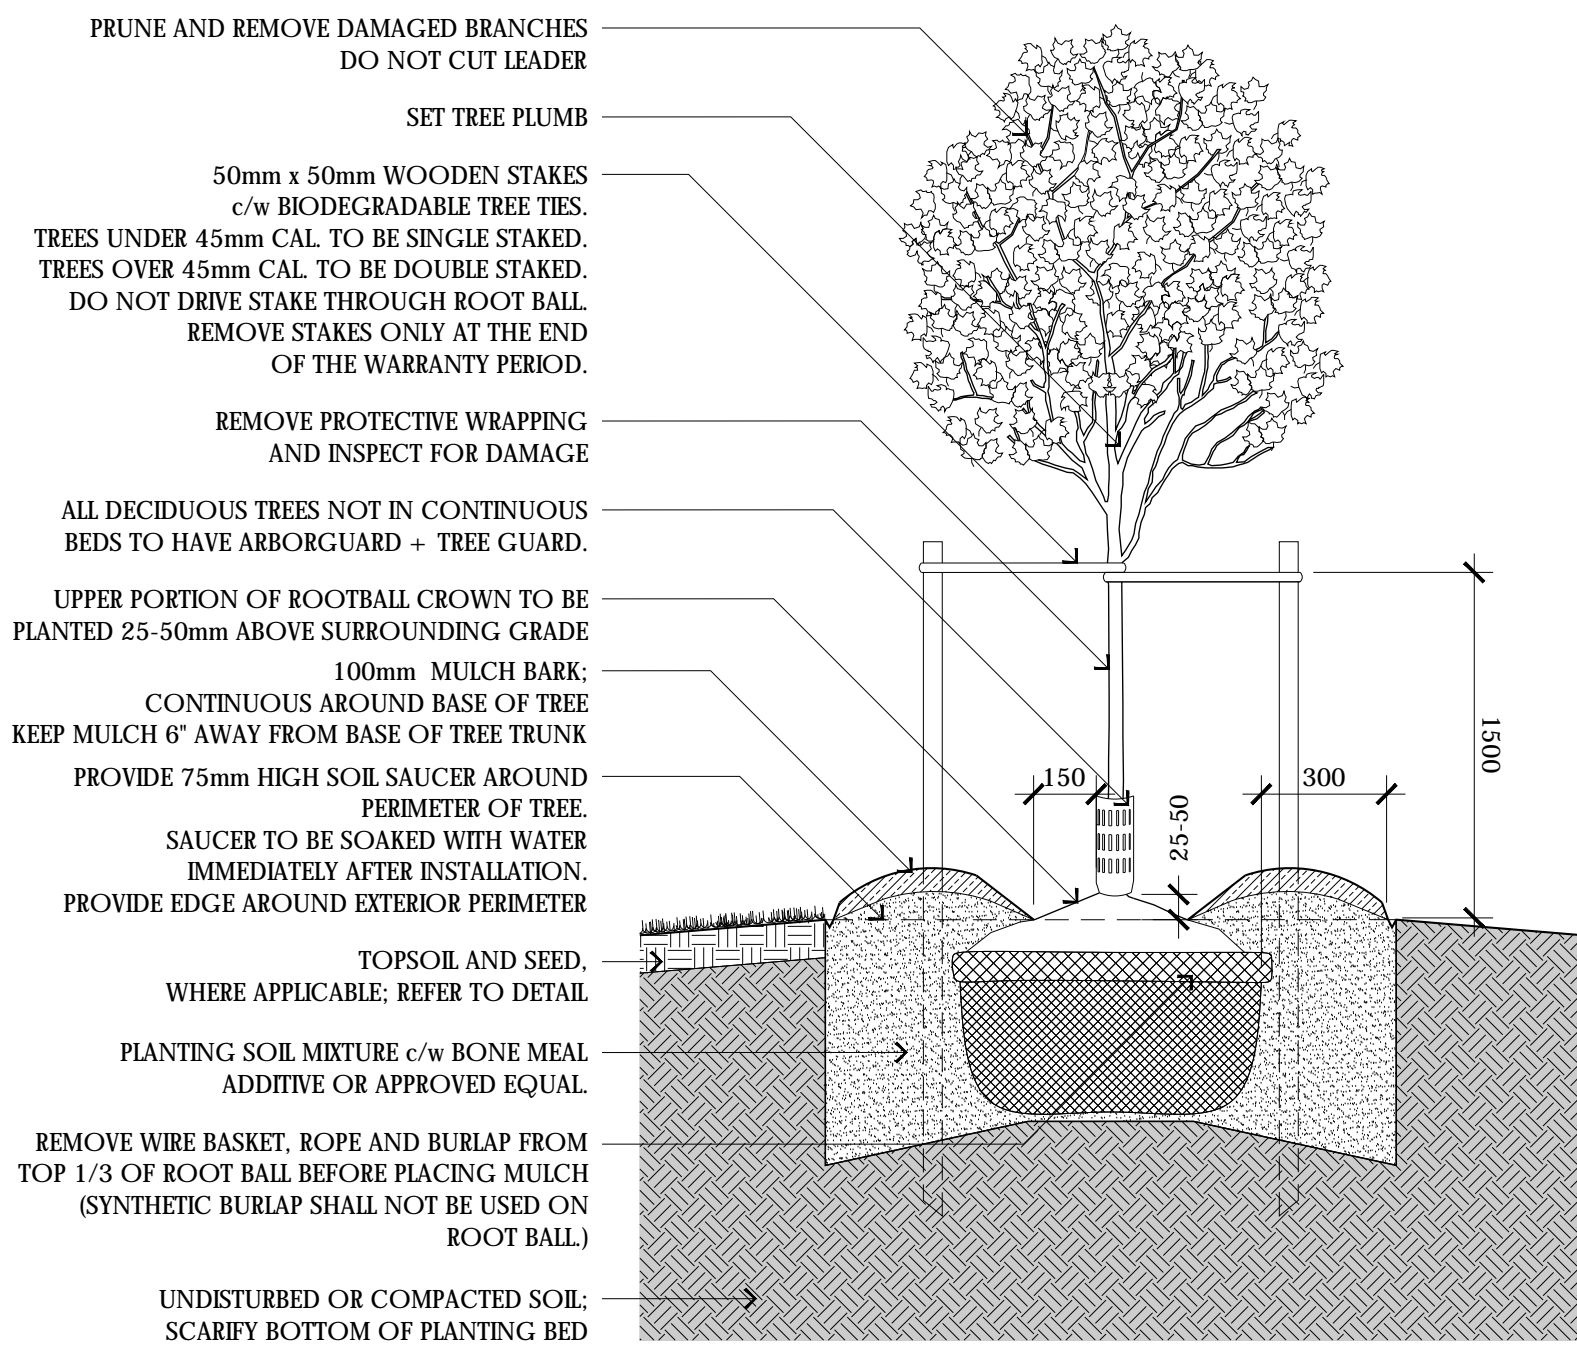 PRUNE AND REMOVE DAMAGED BRANCHES
DO NOT CUT LEADER
SET TREE PLUMB
50mm x 50mm WOODEN STAKES
c/w BIODEGRADABLE TREE TIES.
TREES UNDER 45mm CAL. TO BE SINGLE STAKED.
TREES OVER 45mm CAL. TO BE DOUBLE STAKED.
DO NOT DRIVE STAKE THROUGH ROOT BALL.
REMOVE STAKES ONLY AT THE END
OF THE WARRANTY PERIOD.
REMOVE PROTECTIVE WRAPPING
AND INSPECT FOR DAMAGE
ALL DECIDUOUS TREES NOT IN CONTINUOUS
BEDS TO HAVE ARBORGUARD + TREE GUARD.
UPPER PORTION OF ROOTBALL CROWN TO BE
PLANTED 25-50mm ABOVE SURROUNDING GRADE
100mm MULCH BARK;
CONTINUOUS AROUND BASE OF TREE
KEEP MULCH 6" AWAY FROM BASE OF TREE TRUNK
PROVIDE 75mm HIGH SOIL SAUCER AROUND
PERIMETER OF TREE.
SAUCER TO BE SOAKED WITH WATER
IMMEDIATELY AFTER INSTALLATION.
PROVIDE EDGE AROUND EXTERIOR PERIMETER
TOPSOIL AND SEED,
WHERE APPLICABLE; REFER TO DETAIL
PLANTING SOIL MIXTURE c/w BONE MEAL
ADDITIVE OR APPROVED EQUAL.
REMOVE WIRE BASKET, ROPE AND BURLAP FROM
TOP 1/3 OF ROOT BALL BEFORE PLACING MULCH
(SYNTHETIC BURLAP SHALL NOT BE USED ON
ROOT BALL.)
UNDISTURBED OR COMPACTED SOIL;
SCARIFY BOTTOM OF PLANTING BED
150
25-50
300
1500